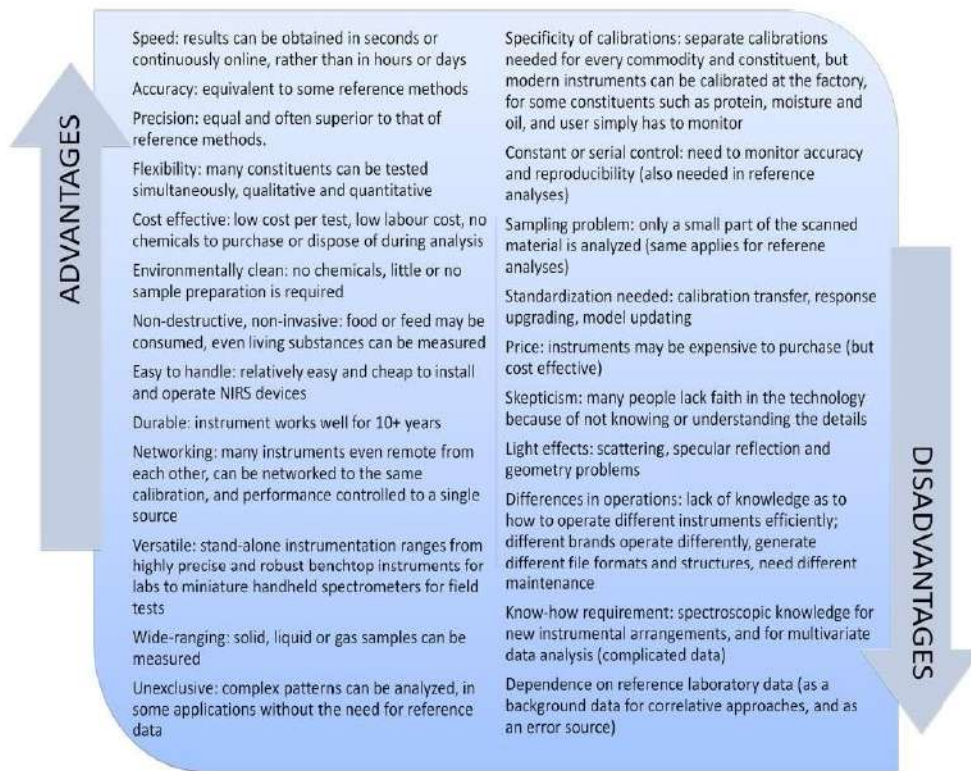 ADVANTAGES
Speed: results can be obtained in seconds or
continuously online, rather than in hours or days
Accuracy: equivalent to some reference methods
Precision: equal and often superior to that of
reference methods.
Flexibility: many constituents can be tested
simultaneously, qualitative and quantitative
Cost effective: low cost per test, low labour cost, no
chemicals to purchase or dispose of during analysis
Environmentally clean: no chemicals, little or no
sample preparation is required
Non-destructive, non-invasive: food or feed may be
consumed, even living substances can be measured
Easy to handle: relatively easy and cheap to install
and operate NIRS devices
Durable: instrument works well for 10+ years
Networking: many instruments even remote from
each other, can be networked to the same
calibration, and performance controlled to a single
source
Versatile: stand-alone instrumentation ranges from
highly precise and robust benchtop instruments for
labs to miniature handheld spectrometers for field
tests
Wide-ranging: solid, liquid or gas samples can be
measured
Unexclusive: complex patterns can be analyzed, in
some applications without the need for reference
data
Specificity of calibrations: separate calibrations
needed for every commodity and constituent, but
modern instruments can be calibrated at the factory,
for some constituents such as protein, moisture and
oil, and user simply has to monitor
Constant or serial control: need to monitor accuracy
and reproducibility (also needed in reference
analyses)
Sampling problem: only a small part of the scanned
material is analyzed (same applies for referene
analyses)
Standardization needed: calibration transfer, response
upgrading, model updating
Price: instruments may be expensive to purchase (but
cost effective)
Skepticism: many people lack faith in the technology
because of not knowing or understanding the details
Light effects: scattering, specular reflection and
geometry problems
Differences in operations: lack of knowledge as to
how to operate different instruments efficiently;
different brands operate differently, generate
different file formats and structures, need different
maintenance
Know-how requirement: spectroscopic knowledge for
new instrumental arrangements, and for multivariate
data analysis (complicated data)
Dependence on reference laboratory data (as a
background data for correlative approaches, and as
an error source)
DISADVANTAGES